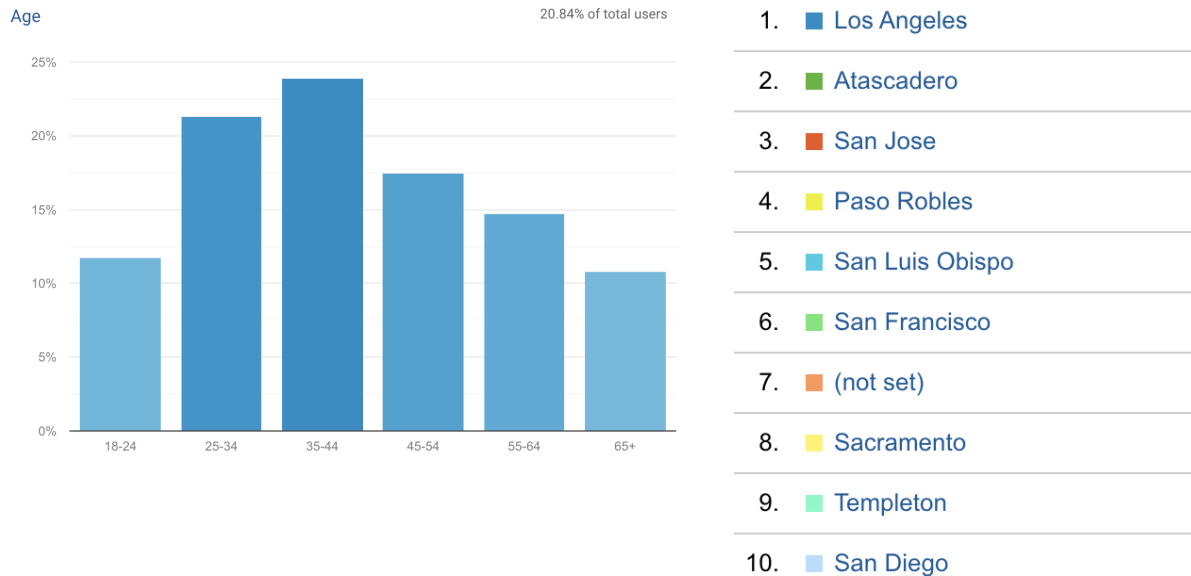 Age
20.84% of total users
25%
20%
15%
10%
5%
0%
18-24
25-34
35-44
45-54
55-64
65+
1. Los Angeles
2. Atascadero
3. San Jose
4. Paso Robles
5. San Luis Obispo
6. San Francisco
7. (not set)
8. Sacramento
9. Templeton
10. San Diego